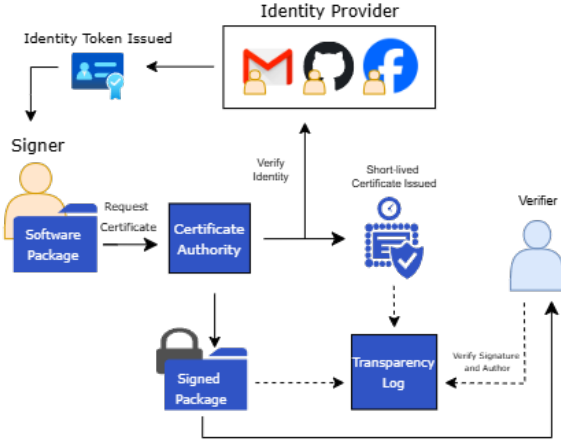 Identity Provider
Identity Token Issued
Signer
Verify
Identity
Short-lived
Certificate Issued
Verifier
Request
Certificate
Software
Package
Certificate
Authority
Signed
Package
Transparency
Log
Verify Signature
and Author